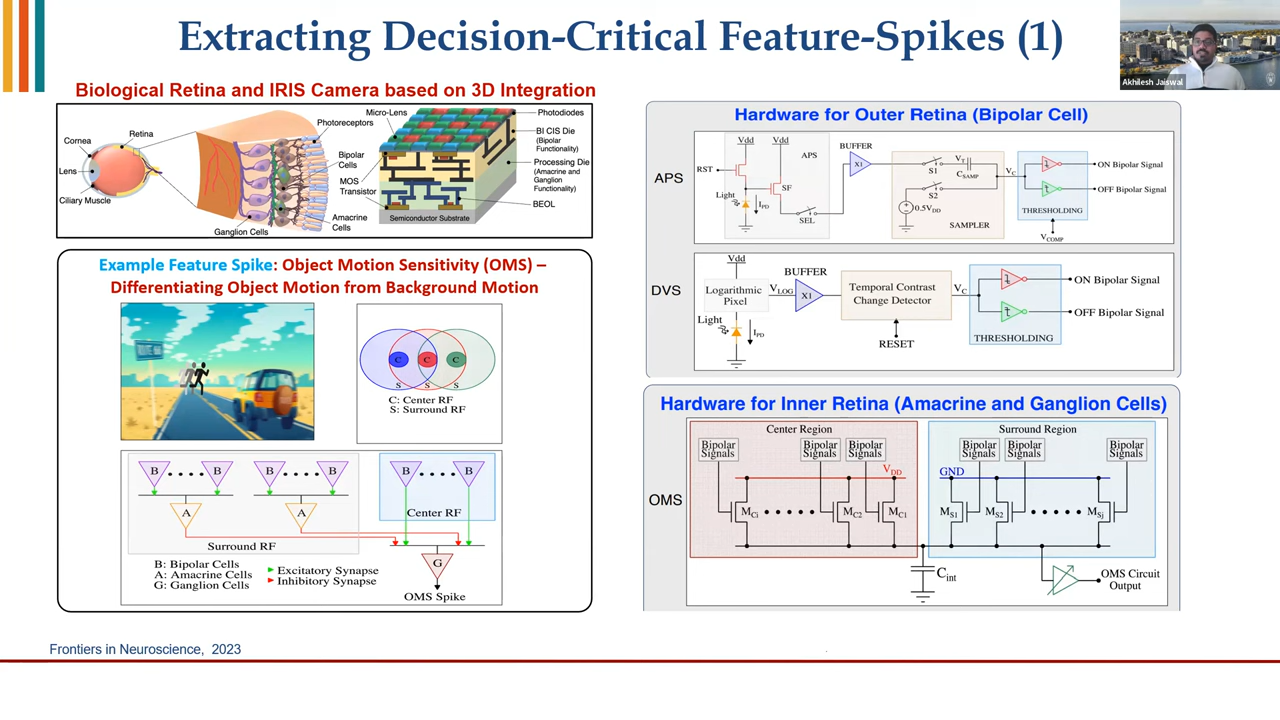 Extracting Decision-Critical Feature-Spikes (1)
Akhilesh Jaiswal
Biological Retina and IRIS Camera based on 3D Integration
Cornea
Retina
Lens
Ciliary Muscle
Photoreceptors
Bipolar
Cells
Amacrine
Cells
Ganglion Cells
Micro-Lens
MOS
Transistor
Semiconductor Substrate
Photodiodes
BI CIS Die
(Bipolar
Functionality)
Processing Die
(Amacrine and
Ganglion
Functionality)
BEOL
Example Feature Spike: Object Motion Sensitivity (OMS) –
Differentiating Object Motion from Background Motion
C C C
S S S
C: Center RF
S: Surround RF
B B B B B B
A A
Center RF
Surround RF
G
B: Bipolar Cells
A: Amacrine Cells
G: Ganglion Cells
Excitatory Synapse
Inhibitory Synapse
OMS Spike
Hardware for Outer Retina (Bipolar Cell)
APS
Vdd Vdd
APS
RST
SF
Light
IPD
SEL
BUFFER
X1
S1
VT
CSAMP
S2
0.5VDD
SAMPLER
VC
THRESHOLDING
VCOMP
ON Bipolar Signal
OFF Bipolar Signal
DVS
Vdd
Logarithmic
Pixel
Light
IPD
VLOG
BUFFER
X1
Temporal Contrast
Change Detector
RESET
VC
THRESHOLDING
ON Bipolar Signal
OFF Bipolar Signal
Hardware for Inner Retina (Amacrine and Ganglion Cells)
OMS
Center Region
Surround Region
Bipolar
Signals
Bipolar
Signals
Bipolar
Signals
Bipolar
Signals
Bipolar
Signals
Bipolar
Signals
VDD
GND
MCi MC2 MC1 MS1 MS2 MSj
Cint
OMS Circuit
Output
Frontiers in Neuroscience, 2023